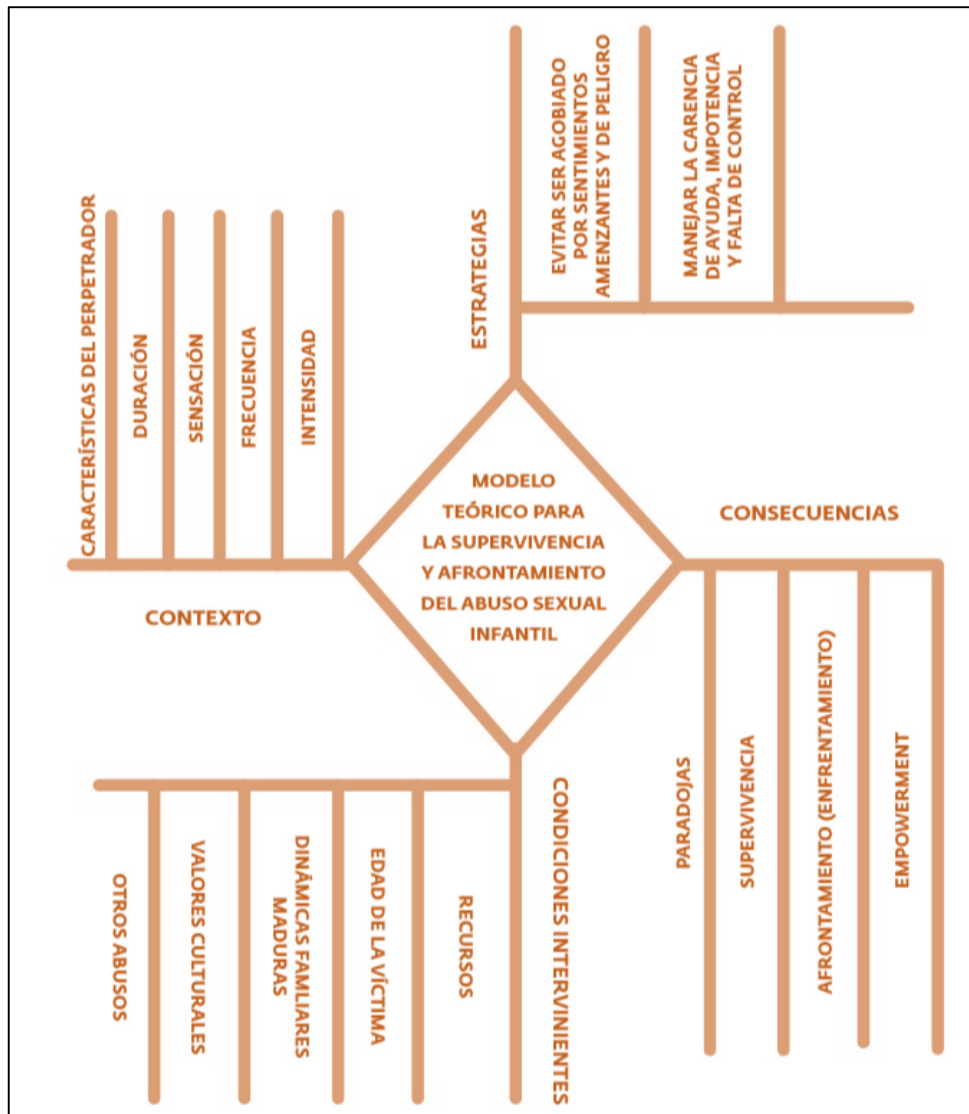 MODELO
TEÓRICO PARA
LA SUPERVIVENCIA
Y AFRONTAMIENTO
DEL ABUSO SEXUAL
INFANTIL
CONTEXTO
CARACTERÍSTICAS DEL PERPETRADOR
DURACIÓN
SENSACIÓN
FRECUENCIA
INTENSIDAD
ESTRATEGIAS
EVITAR SER AGOBIADO
POR SENTIMIENTOS
AMENZANTES Y DE PELIGRO
MANEJAR LA CARENCIA
DE AYUDA, IMPOTENCIA
Y FALTA DE CONTROL
CONSECUENCIAS
PARADOJAS
SUPERVIVENCIA
AFRONTAMIENTO (ENFRENTAMIENTO)
EMPOWERMENT
CONDICIONES INTERVINIENTES
OTROS ABUSOS
VALORES CULTURALES
DINÁMICAS FAMLIARES
MADURAS
EDAD DE LA VÍCTIMA
RECURSOS